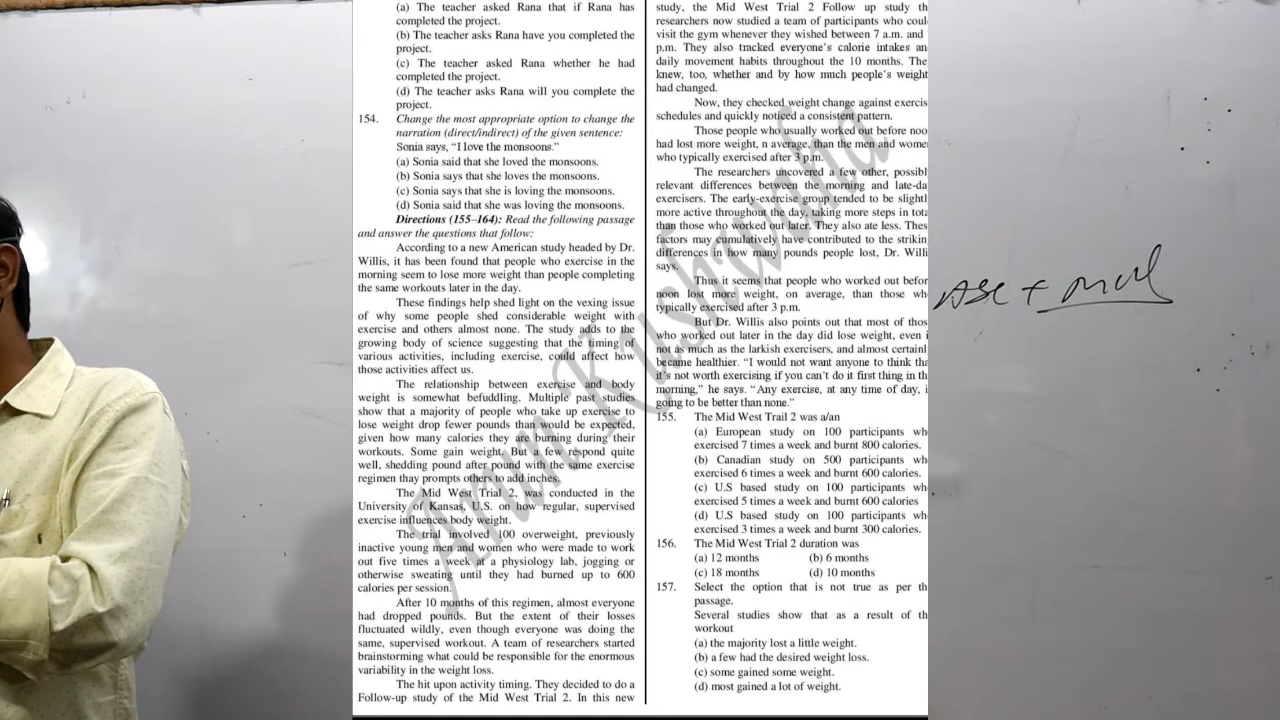 (a) The teacher asked Rana that if Rana has
completed the project.
(b) The teacher asks Rana have you completed the
project.
(c) The teacher asked Rana whether he had
completed the project.
(d) The teacher asks Rana will you complete the
project.
154. Change the most appropriate option to change the
narration (direct/indirect) of the given sentence:
Sonia says, “I love the monsoons.”
(a) Sonia said that she loved the monsoons.
(b) Sonia says that she loves the monsoons.
(c) Sonia says that she is loving the monsoons.
(d) Sonia said that she was loving the monsoons.
Directions (155–164): Read the following passage
and answer the questions that follow:
According to a new American study headed by Dr.
Willis, it has been found that people who exercise in the
morning seem to lose more weight than people completing
the same workouts later in the day.
These findings help shed light on the vexing issue
of why some people shed considerable weight with
exercise and others almost none. The study adds to the
growing body of science suggesting that the timing of
various activities, including exercise, could affect how
those activities affect us.
The relationship between exercise and body
weight is somewhat befuddling. Multiple past studies
show that a majority of people who take up exercise to
lose weight drop fewer pounds than would be expected,
given how many calories they are burning during their
workouts. Some gain weight. But a few respond quite
well, shedding pound after pound with the same exercise
regimen thay prompts others to add inches.
The Mid West Trial 2, was conducted in the
University of Kansas, U.S. on how regular, supervised
exercise influences body weight.
The trial involved 100 overweight, previously
inactive young men and women who were made to work
out five times a week at a physiology lab, jogging or
otherwise sweating until they had burned up to 600
calories per session.
After 10 months of this regimen, almost everyone
had dropped pounds. But the extent of their losses
fluctuated wildly, even though everyone was doing the
same, supervised workout. A team of researchers started
brainstorming what could be responsible for the enormous
variability in the weight loss.
The hit upon activity timing. They decided to do a
Follow-up study of the Mid West Trial 2. In this new
study, the Mid West Trial 2 Follow up study th
researchers now studied a team of participants who coul
visit the gym whenever they wished between 7 a.m. and
p.m. They also tracked everyone’s calorie intakes an
daily movement habits throughout the 10 months. The
knew, too, whether and by how much people’s weight
had changed.
Now, they checked weight change against exercis
schedules and quickly noticed a consistent pattern.
Those people who usually worked out before noo
had lost more weight, n average, than the men and wome
who typically exercised after 3 p.m.
The researchers uncovered a few other, possibl
relevant differences between the morning and late-da
exercisers. The early-exercise group tended to be slightl
more active throughout the day, taking more steps in tota
than those who worked out later. They also ate less. Thes
factors may cumulatively have contributed to the strikin
differences in how many pounds people lost, Dr. Willi
says.
Thus it seems that people who worked out befor
noon lost more weight, on average, than those wh
typically exercised after 3 p.m.
But Dr. Willis also points out that most of thos
who worked out later in the day did lose weight, even i
not as much as the larkish exercisers, and almost certainl
became healthier. “I would not want anyone to think tha
it’s not worth exercising if you can’t do it first thing in th
morning,” he says. “Any exercise, at any time of day, i
going to be better than none.”
155. The Mid West Trail 2 was a/an
(a) European study on 100 participants wh
exercised 7 times a week and burnt 800 calories.
(b) Canadian study on 500 participants wh
exercised 6 times a week and burnt 600 calories.
(c) U.S based study on 100 participants wh
exercised 5 times a week and burnt 600 calories
(d) U.S based study on 100 participants wh
exercised 3 times a week and burnt 300 calories.
156. The Mid West Trial 2 duration was
(a) 12 months (b) 6 months
(c) 18 months (d) 10 months
157. Select the option that is not true as per th
passage.
Several studies show that as a result of th
workout
(a) the majority lost a little weight.
(b) a few had the desired weight loss.
(c) some gained some weight.
(d) most gained a lot of weight.
Arun Kushwaha